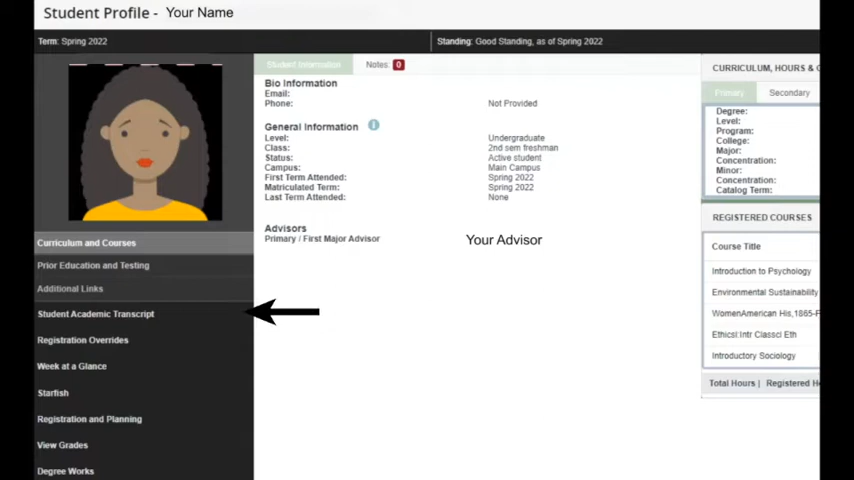 Student Profile - Your Name
Term: Spring 2022
Standing: Good Standing, as of Spring 2022
Curriculum and Courses
Prior Education and Testing
Additional Links
Student Academic Transcript
Registration Overrides
Week at a Glance
Starfish
Registration and Planning
View Grades
Degree Works
Student Information
Notes: 0
Bio Information
Email:
Phone: Not Provided
General Information
Level: Undergraduate
Class: 2nd sem freshman
Status: Active student
Campus: Main Campus
First Term Attended: Spring 2022
Matriculated Term: Spring 2022
Last Term Attended: None
Advisors
Primary / First Major Advisor Your Advisor
CURRICULUM, HOURS & 
Primary Secondary
Degree:
Level:
Program:
College:
Major:
Concentration:
Minor:
Concentration:
Catalog Term:
REGISTERED COURSES
Course Title
Introduction to Psychology
Environmental Sustainability
WomenAmerican His,1865-
Ethicsl:Intr Classcl Eth
Introductory Sociology
Total Hours | Registered